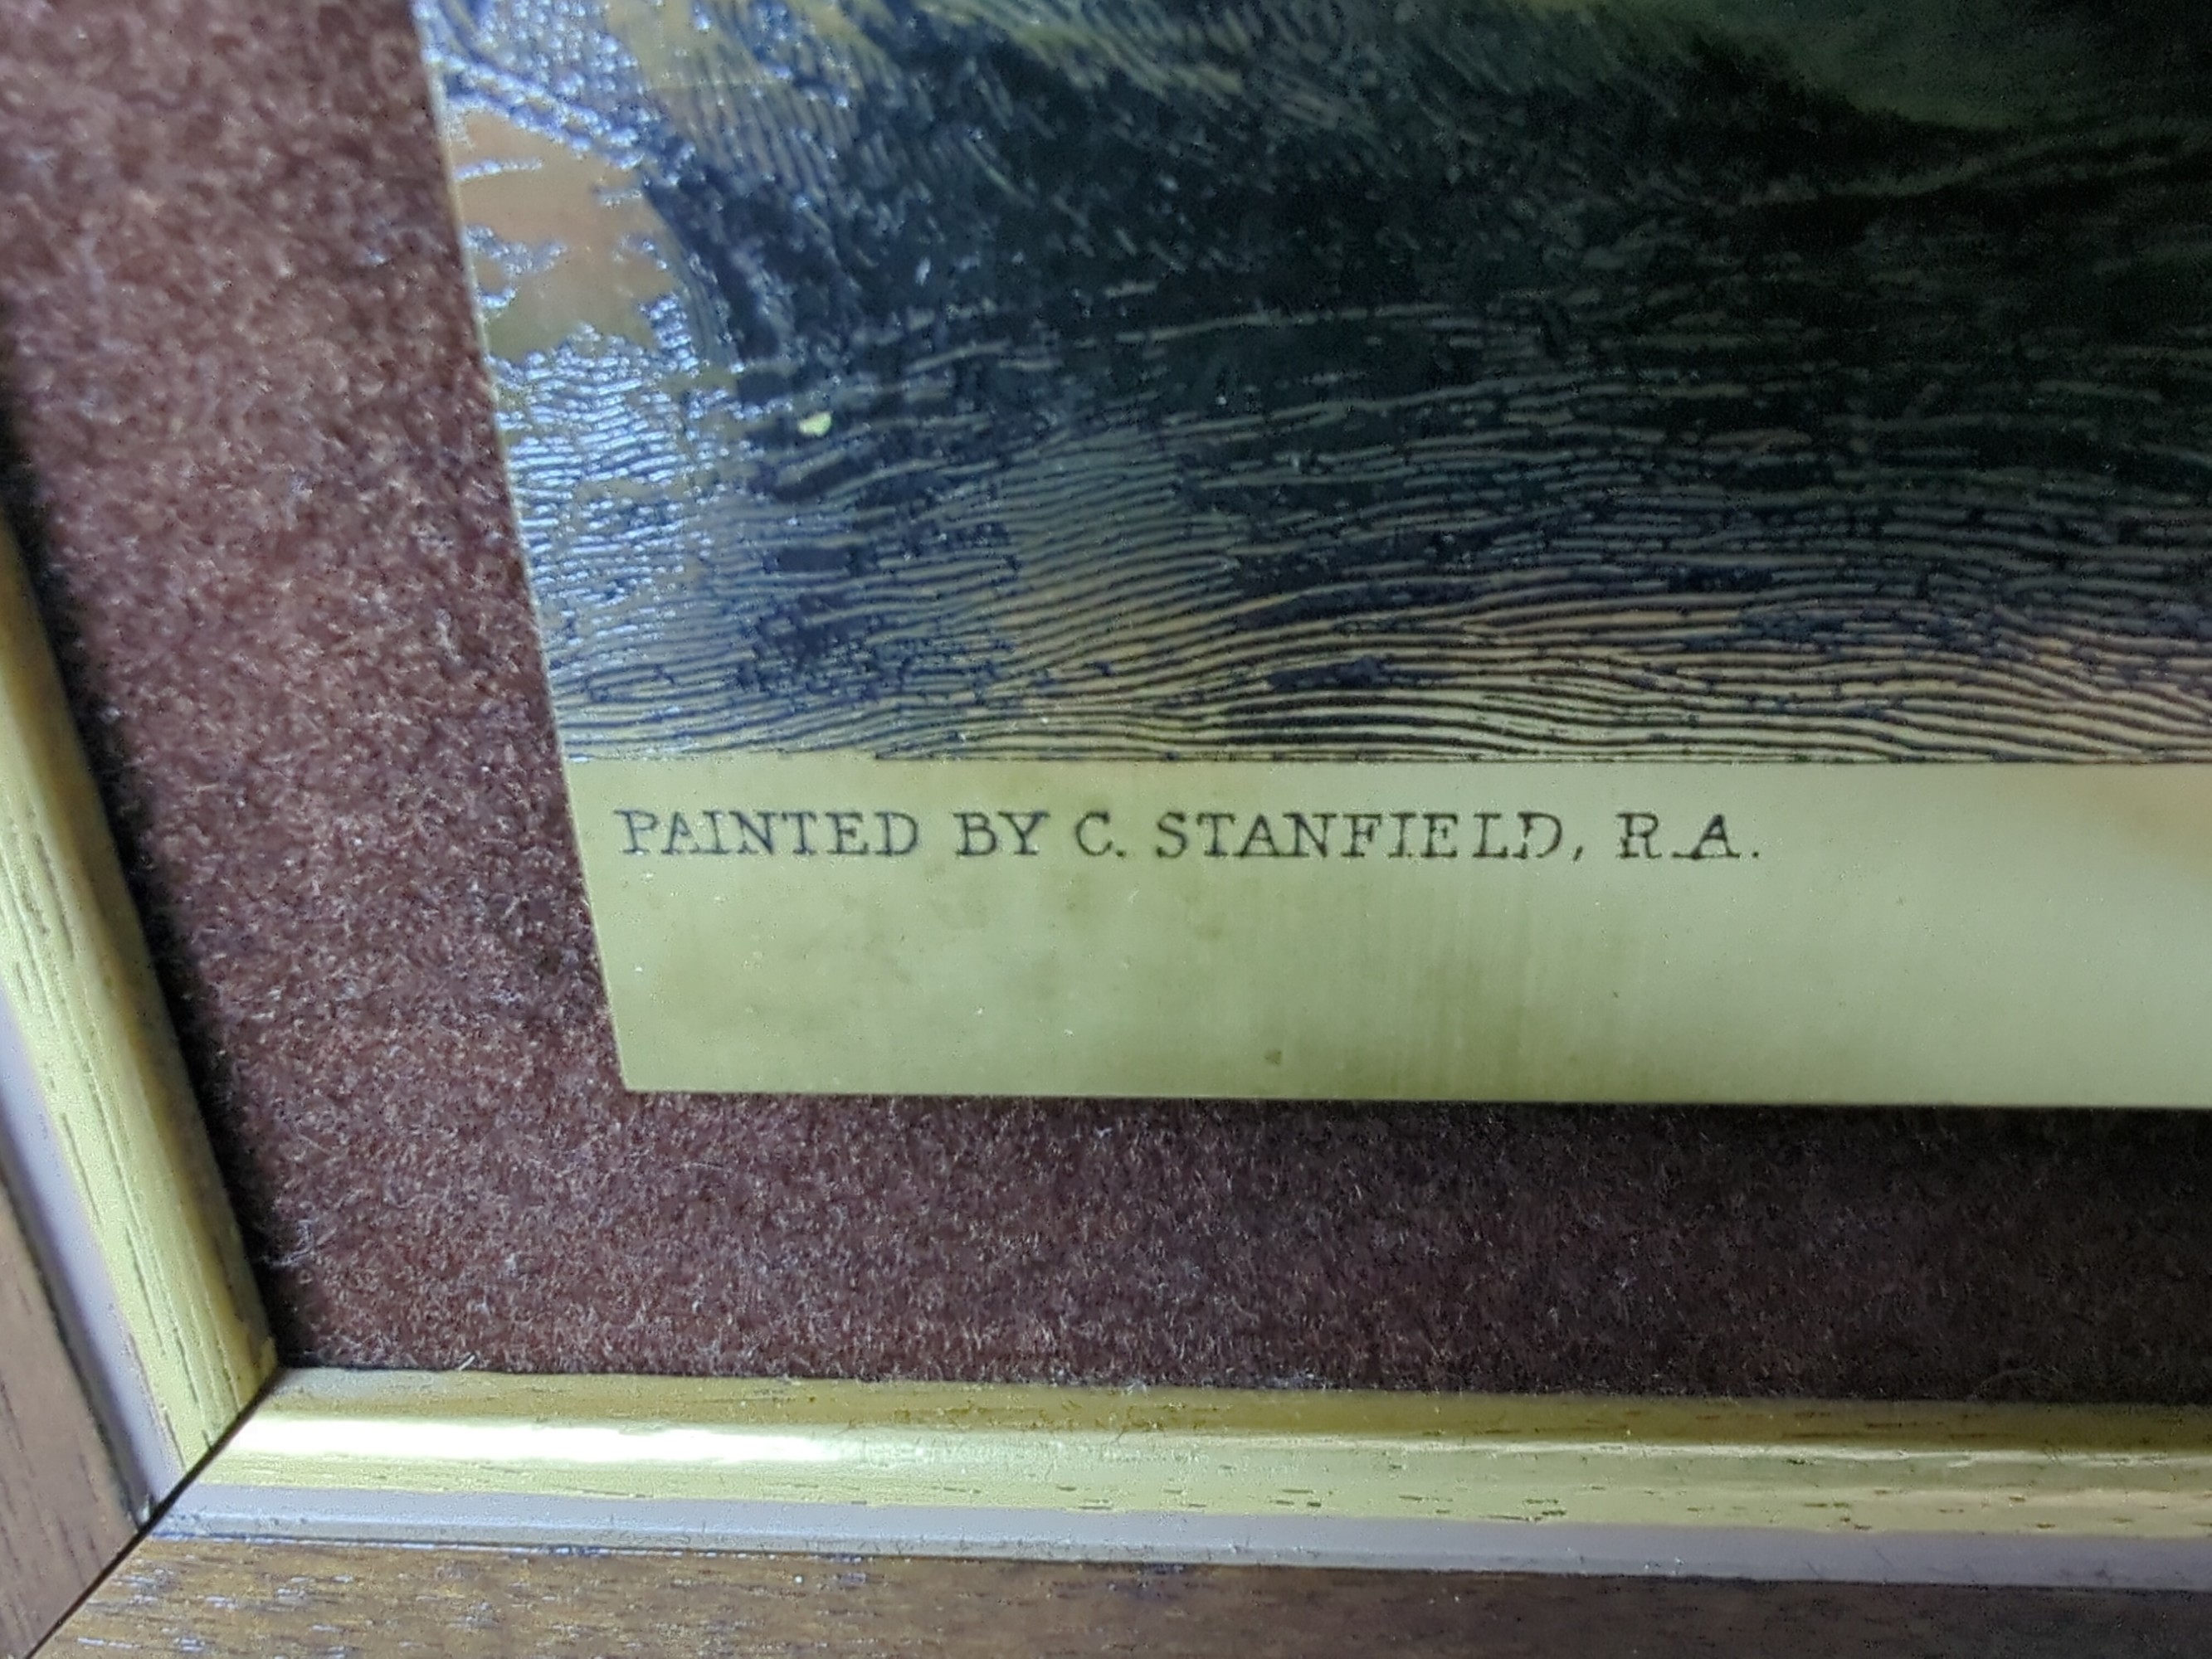 PAINTED BY C. STANFIELD, R.A.